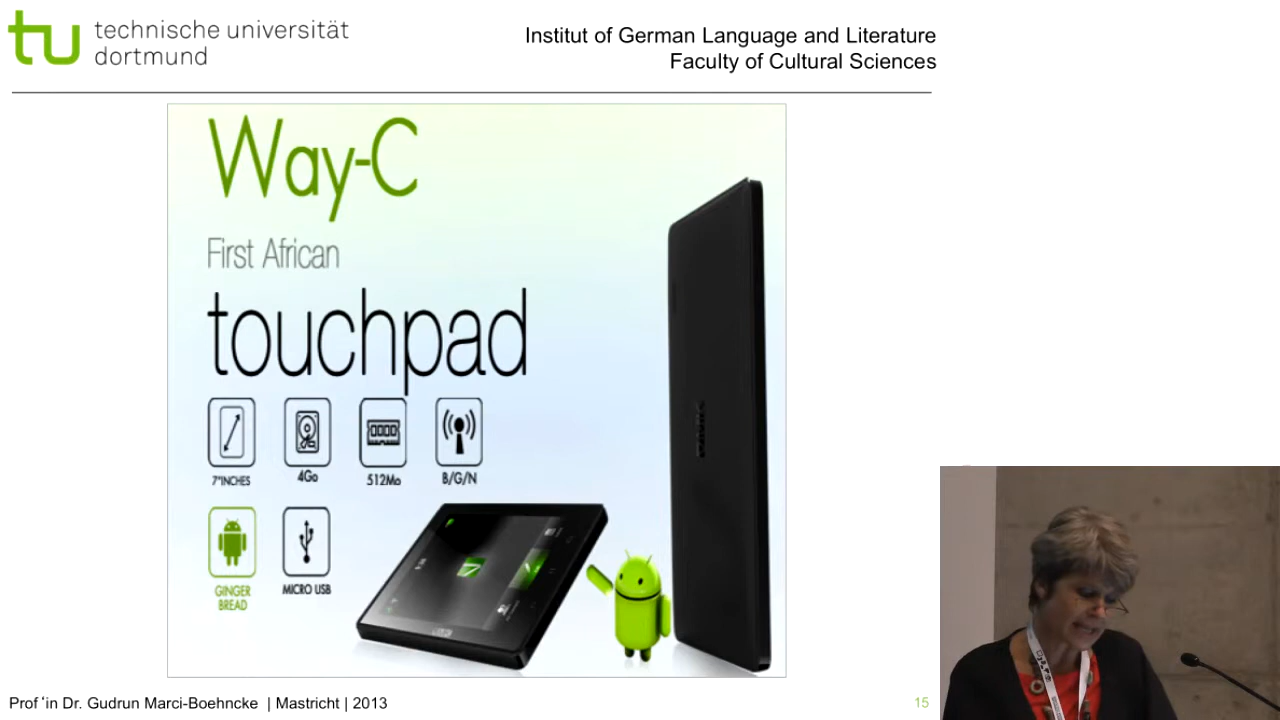 tu technische universität
dortmund
Institut of German Language and Literature
Faculty of Cultural Sciences
Way-C
First African
touchpad
7"INCHES
4Go
512Mo
B/G/N
GINGER
BREAD
MICRO USB
Prof‘in Dr. Gudrun Marci-Boehncke | Mastricht | 2013
15